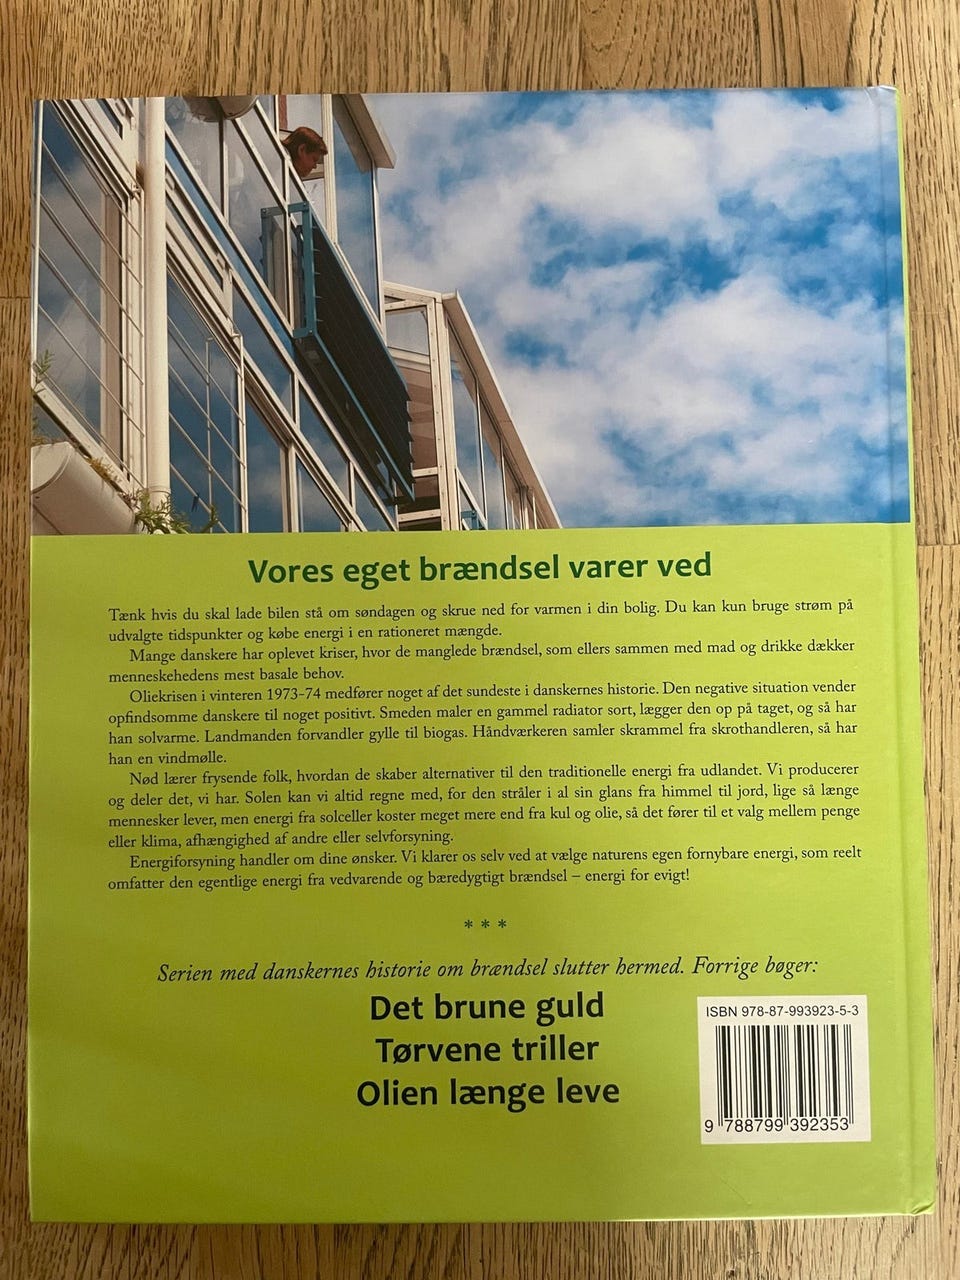 Vores eget brændsel varer ved
Tænk hvis du skal lade bilen stå om søndagen og skrue ned for varmen i din bolig. Du kan kun bruge strøm på
udvalgte tidspunkter og købe energi i en rationeret mængde.
Mange danskere har oplevet kriser, hvor de manglede brændsel, som ellers sammen med mad og drikke dækker
menneskehedens mest basale behov.
Oliekrisen i vinteren 1973-74 medfører noget af det sundeste i danskernes historie. Den negative situation vender
opfindsomme danskere til noget positivt. Smeden maler en gammel radiator sort, lægger den op på taget, og så har
han solvarme. Landmanden forvandler gylle til biogas. Håndværkeren samler skrammel fra skrothandleren, så har
han en vindmølle.
Nød lærer frysende folk, hvordan de skaber alternativer til den traditionelle energi fra udlandet. Vi producerer
og deler det, vi har. Solen kan vi altid regne med, for den stråler i al sin glans fra himmel til jord, lige så længe
mennesker lever, men energi fra solceller koster meget mere end fra kul og olie, så det fører til et valg mellem penge
eller klima, afhængighed af andre eller selvforsyning.
Energiforsyning handler om dine ønsker. Vi klarer os selv ved at vælge naturens egen fornybare energi, som reelt
omfatter den egentlige energi fra vedvarende og bæredygtigt brændsel – energi for evigt!
* * *
Serien med danskernes historie om brændsel slutter hermed. Forrige bøger:
Det brune guld
Tørvene triller
Olien længe leve
ISBN 978-87-993923-5-3
9 788799 392353